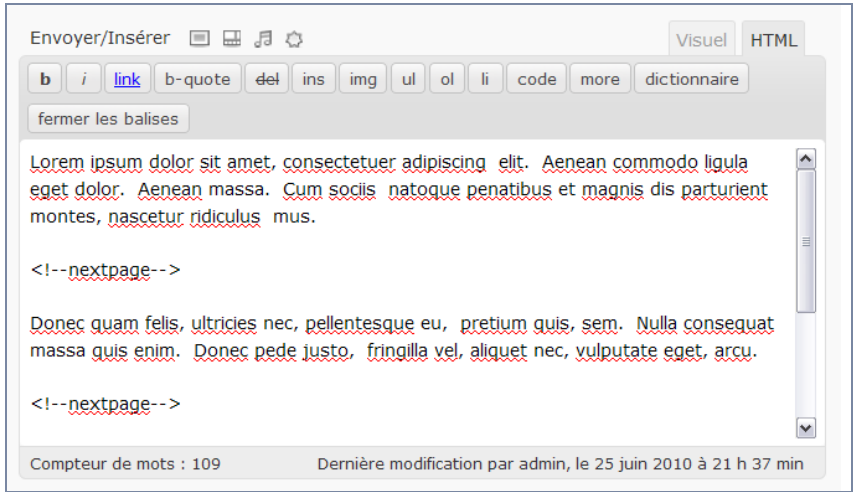 Envoyer/Insérer
Visuel HTML
b i link b-quote del ins img ul ol li code more dictionnaire
fermer les balises
Lorem ipsum dolor sit amet, consectetuer adipiscing elit. Aenean commodo ligula
eget dolor. Aenean massa. Cum sociis natoque penatibus et magnis dis parturient
montes, nascetur ridiculus mus.
<!--nextpage-->
Donec quam felis, ultricies nec, pellentesque eu, pretium quis, sem. Nulla consequat
massa quis enim. Donec pede justo, fringilla vel, aliquet nec, vulputate eget, arcu.
<!--nextpage-->
Compteur de mots : 109
Dernière modification par admin, le 25 juin 2010 à 21 h 37 min